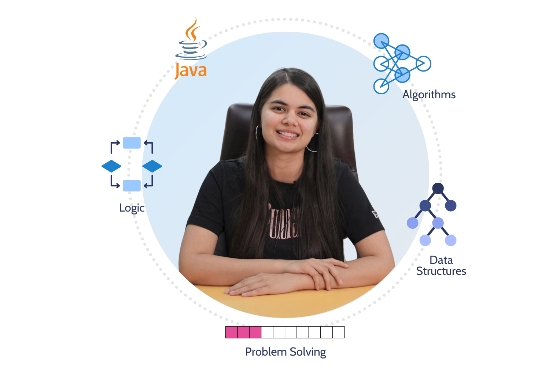 Java
Algorithms
Logic
Data
Structures
Problem Solving